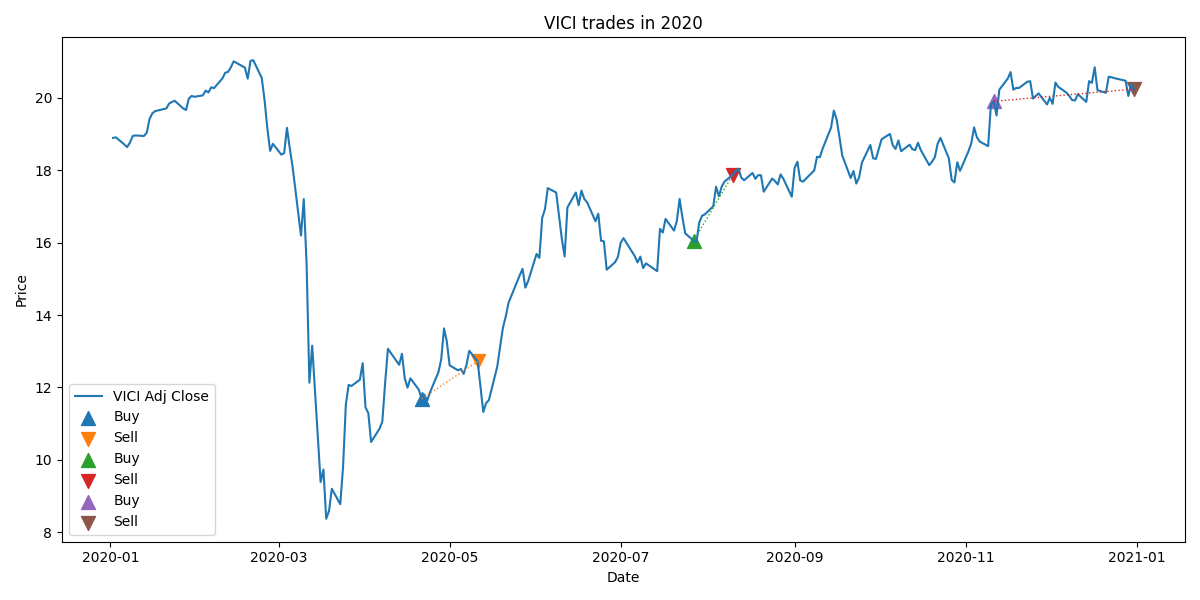 VICI trades in 2020
Price
20
18
16
14
12
10
8
VICI Adj Close
Buy
Sell
Buy
Sell
Buy
Sell
2020-01 2020-03 2020-05 2020-07 2020-09 2020-11 2021-01
Date